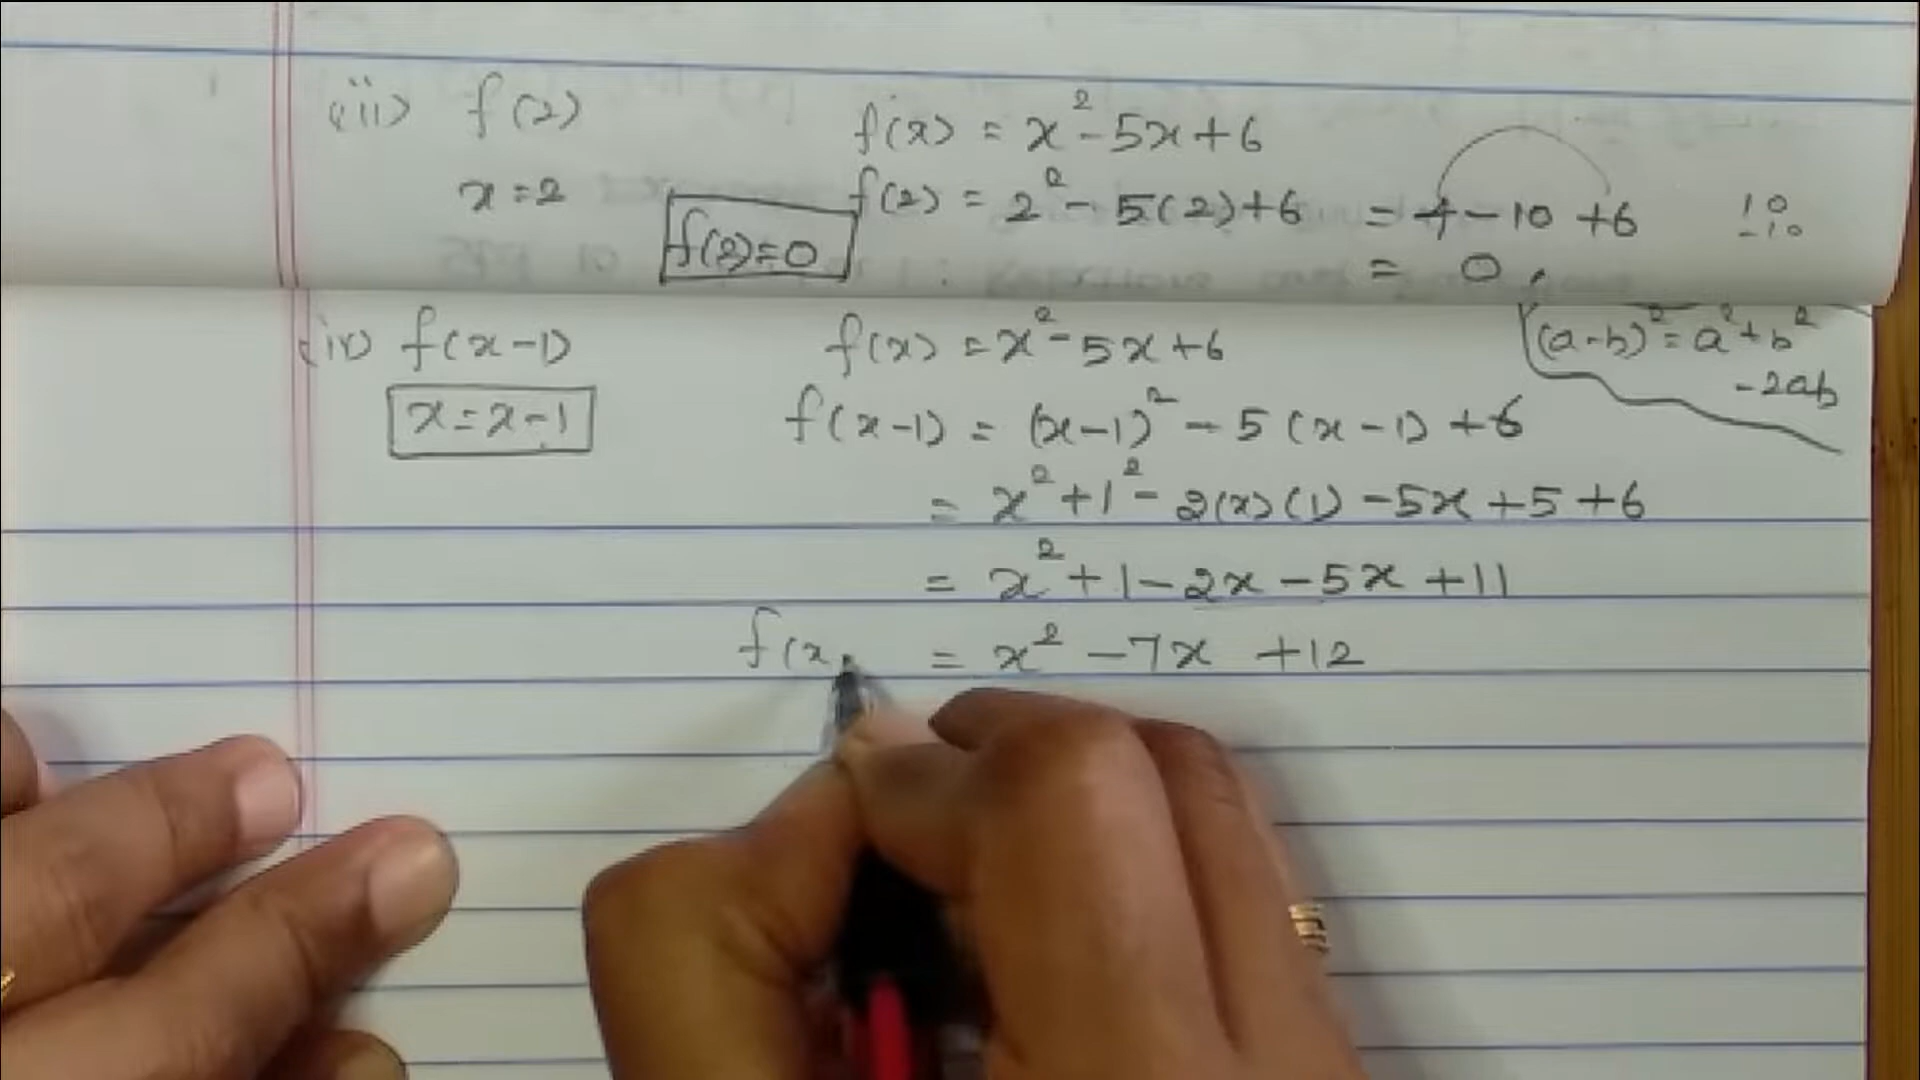 (iii) f(2) f(x) = x² - 5x + 6
x = 2 f(2) = 2² - 5(2) + 6 = 4 - 10 + 6 10
-10
f(2) = 0 = 0
(iv) f(x-1) f(x) = x² - 5x + 6 (a-b)² = a² + b²
- 2ab
x = x - 1 f(x-1) = (x-1)² - 5(x-1) + 6
= x² + 1² - 2(x)(1) - 5x + 5 + 6
= x² + 1 - 2x - 5x + 11
f(x = x² - 7x + 12